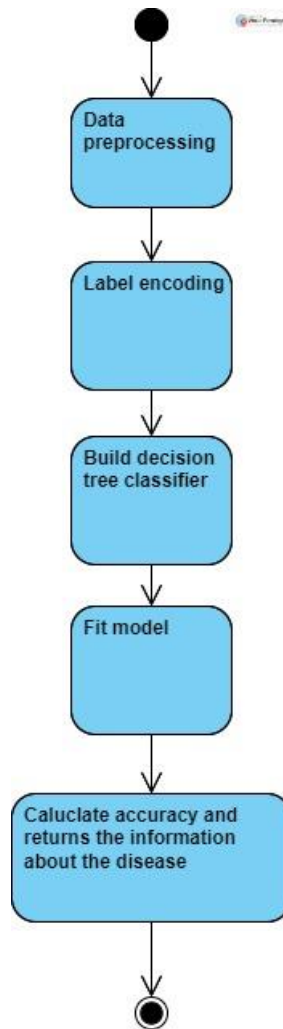 Data
preprocessing
Label encoding
Build decision
tree classifier
Fit model
Caluclate accuracy and
returns the information
about the disease